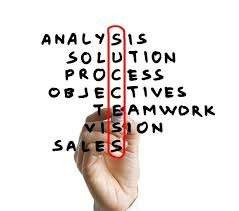 ANALYSIS
SOLUTION
PROCESS
OBJECTIVES
TEAMWORK
VISION
SALES